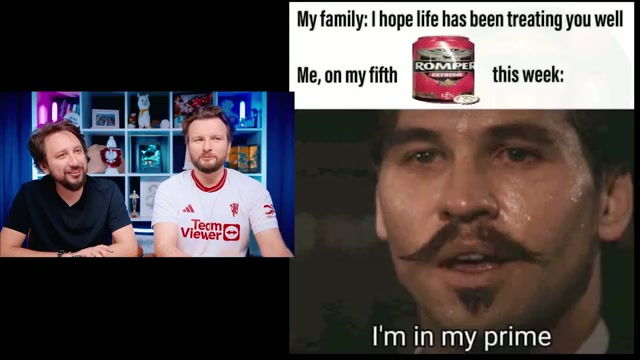 My family: I hope life has been treating you well
Me, on my fifth
ROMPER
EXTREME
this week:
Team
Viewer
I'm in my prime